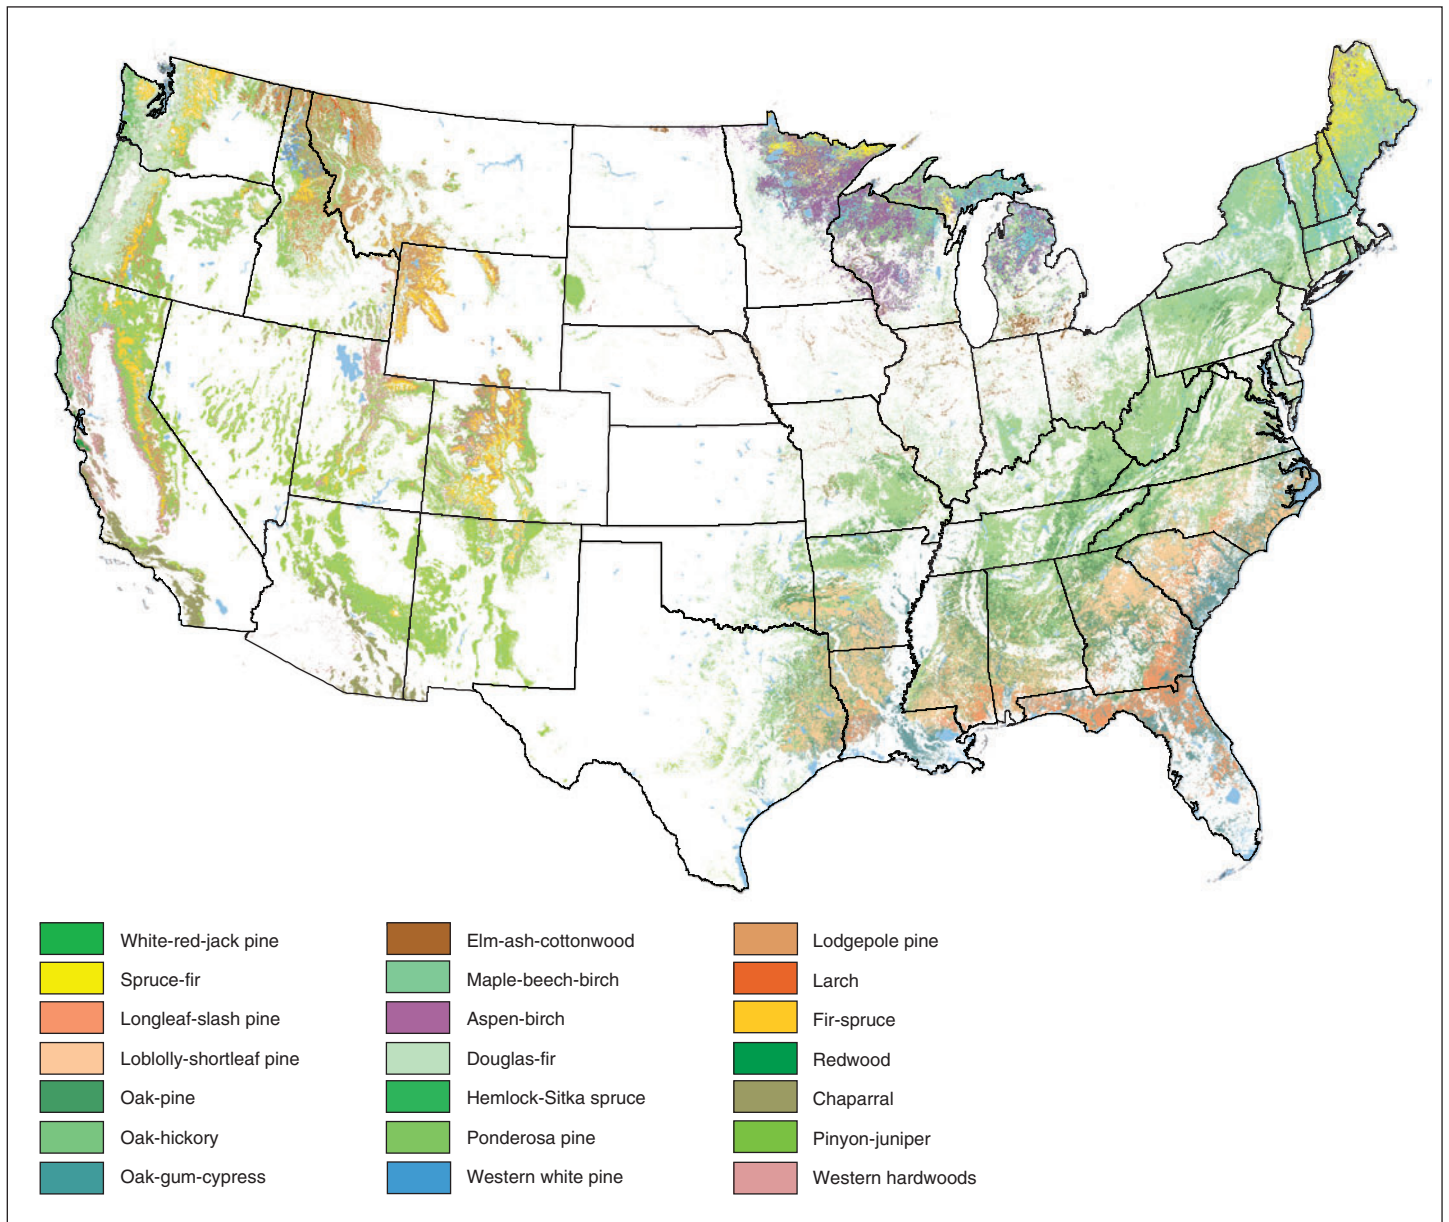 White-red-jack pine
Spruce-fir
Longleaf-slash pine
Loblolly-shortleaf pine
Oak-pine
Oak-hickory
Oak-gum-cypress
Elm-ash-cottonwood
Maple-beech-birch
Aspen-birch
Douglas-fir
Hemlock-Sitka spruce
Ponderosa pine
Western white pine
Lodgepole pine
Larch
Fir-spruce
Redwood
Chaparral
Pinyon-juniper
Western hardwoods